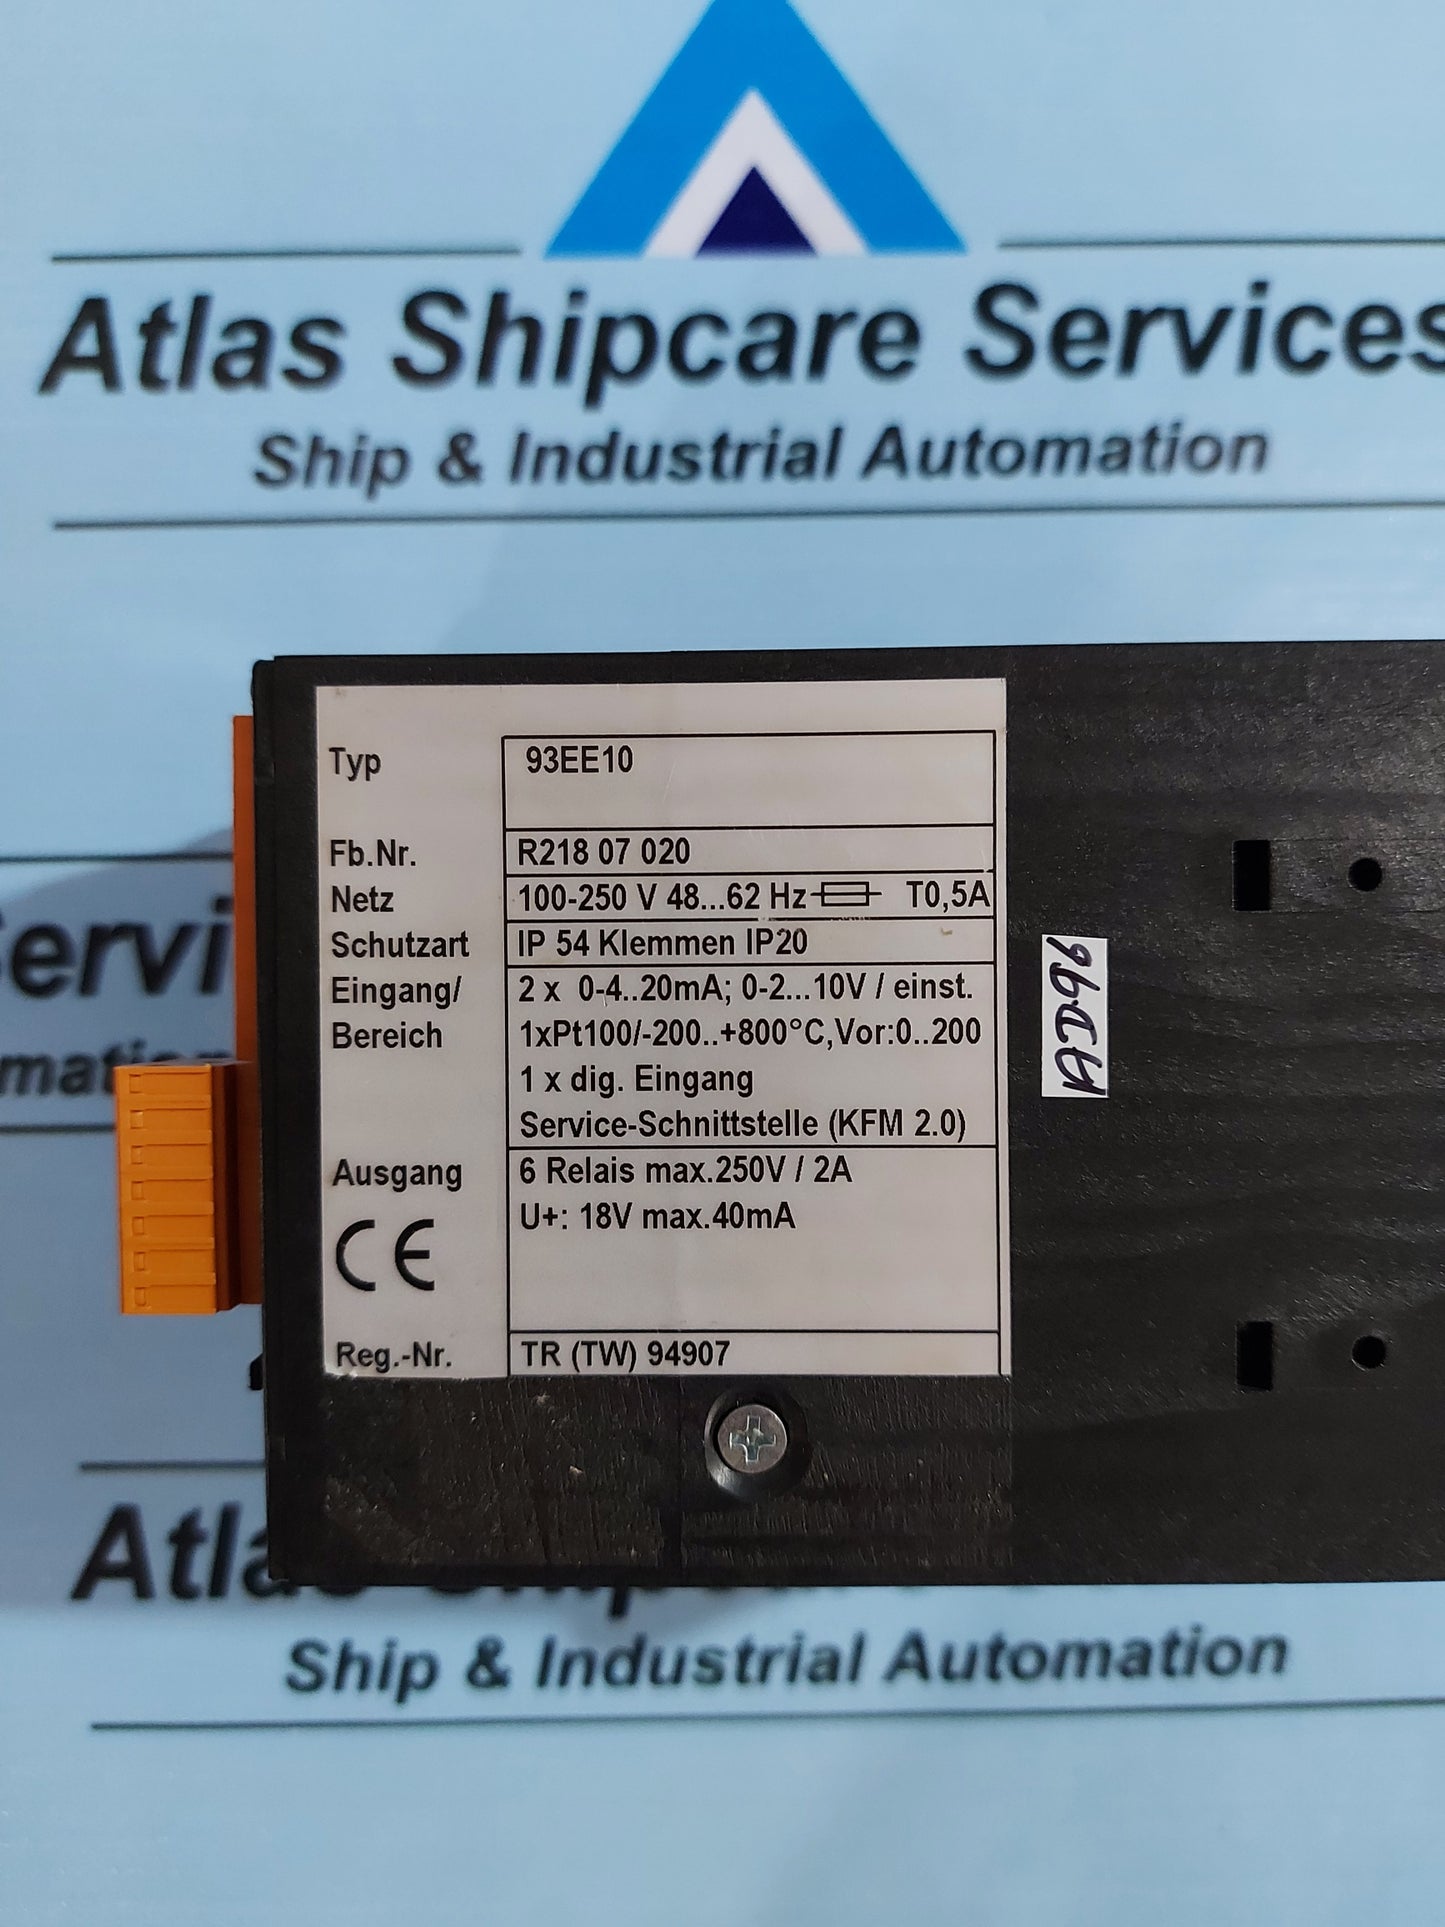 Atlas Shipcare Services
Ship & Industrial Automation
Typ 93EE10
Fb.Nr. R218 07 020
Netz 100-250 V 48...62 Hz T0,5A
Schutzart IP 54 Klemmen IP20
Eingang/ 2 x 0-4..20mA; 0-2...10V / einst.
Bereich 1xPt100/-200..+800°C,Vor:0..200
1 x dig. Eingang
Service-Schnittstelle (KFM 2.0)
Ausgang 6 Relais max.250V / 2A
U+: 18V max.40mA
CE
Reg.-Nr. TR (TW) 94907
Ship & Industrial Automation